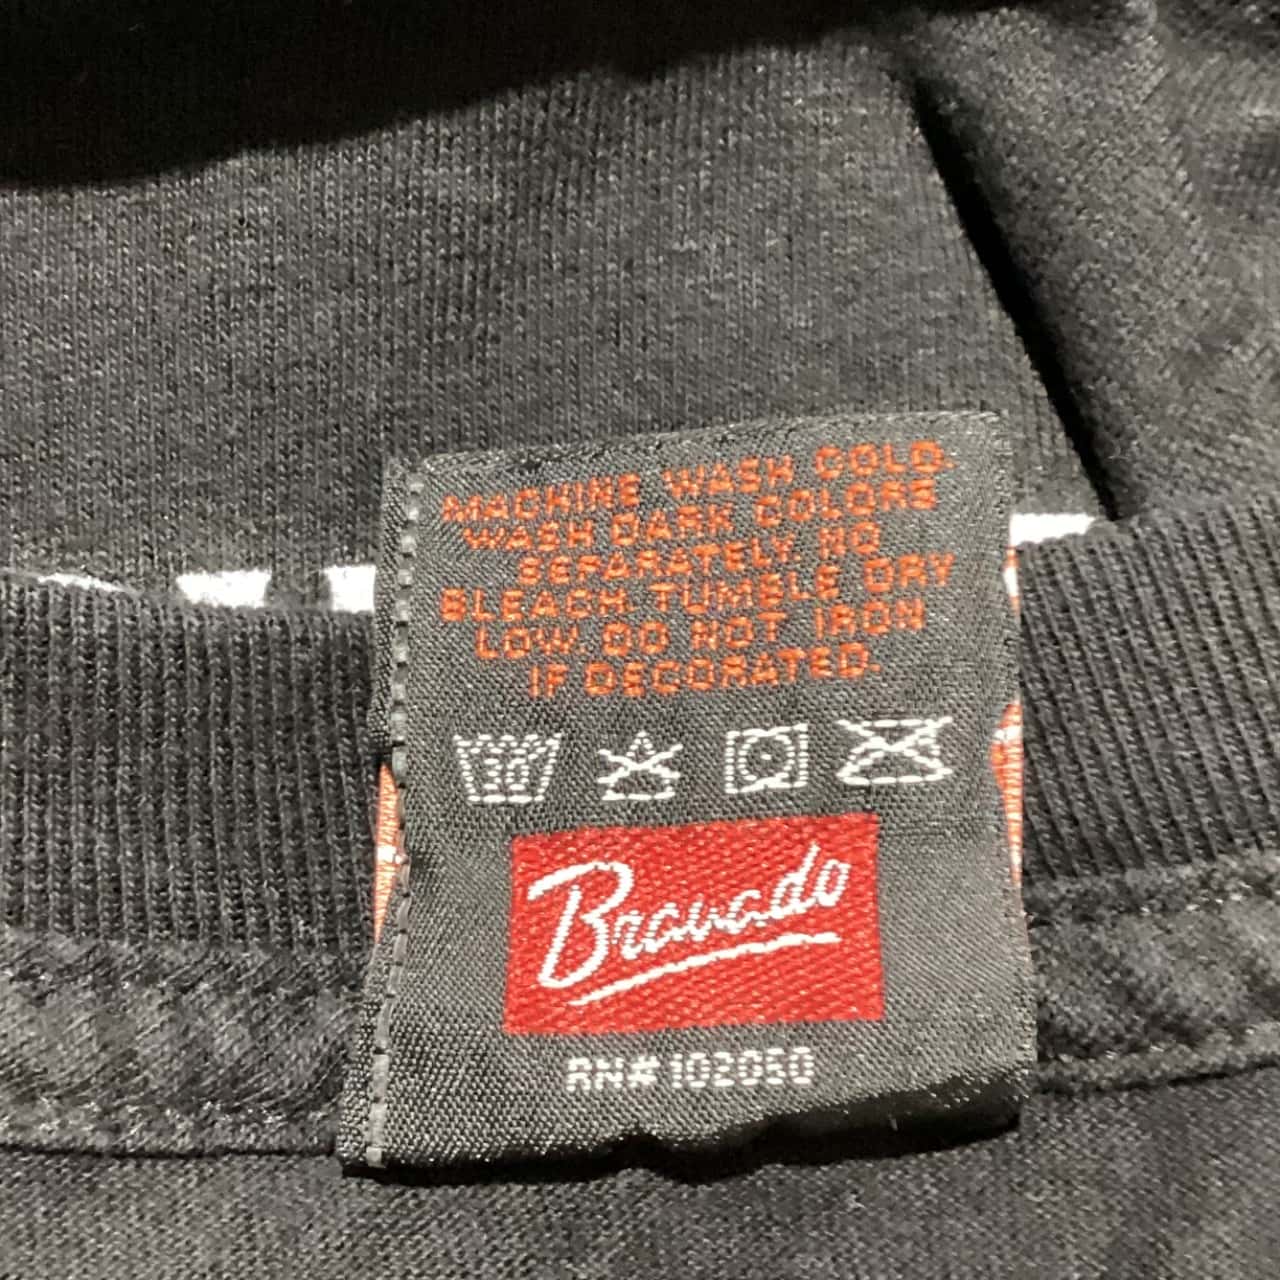 MACHINE WASH COLD.
WASH DARK COLORS
SEPARATELY. NO
BLEACH. TUMBLE DRY
LOW. DO NOT IRON
IF DECORATED.
30
Bravado
RN# 102060